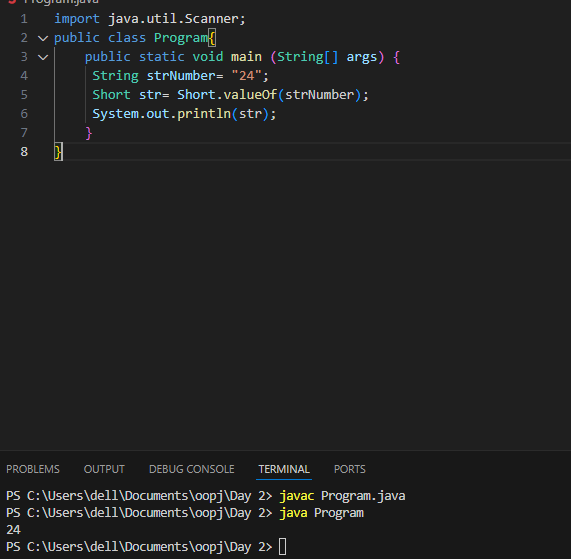 Program.java
1 import java.util.Scanner;
2 public class Program{
3 public static void main (String[] args) {
4 String strNumber= "24";
5 Short str= Short.valueOf(strNumber);
6 System.out.println(str);
7 }
8 }
PROBLEMS OUTPUT DEBUG CONSOLE TERMINAL PORTS
PS C:\Users\dell\Documents\oopj\Day 2> javac Program.java
PS C:\Users\dell\Documents\oopj\Day 2> java Program
24
PS C:\Users\dell\Documents\oopj\Day 2>